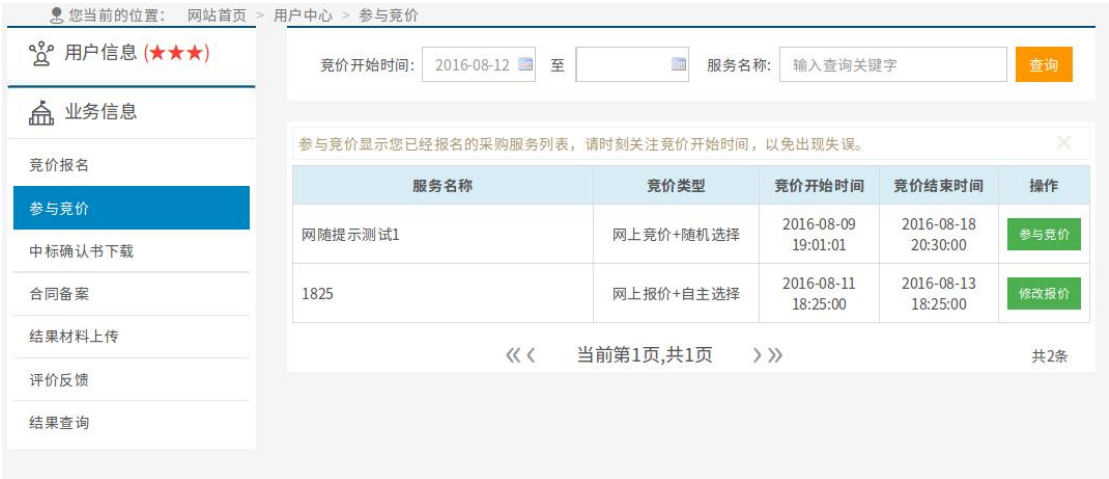 您当前的位置： 网站首页 > 用户中心 > 参与竞价
用户信息 (★★★)
业务信息
竞价报名
参与竞价
中标确认书下载
合同备案
结果材料上传
评价反馈
结果查询
竞价开始时间: 2016-08-12 至 服务名称: 输入查询关键字 查询
参与竞价显示您已经报名的采购服务列表，请时刻关注竞价开始时间，以免出现失误。
服务名称 竞价类型 竞价开始时间 竞价结束时间 操作
网随提示测试1 网上竞价+随机选择 2016-08-09 19:01:01 2016-08-18 20:30:00 参与竞价
1825 网上报价+自主选择 2016-08-11 18:25:00 2016-08-13 18:25:00 修改报价
当前第1页,共1页 共2条